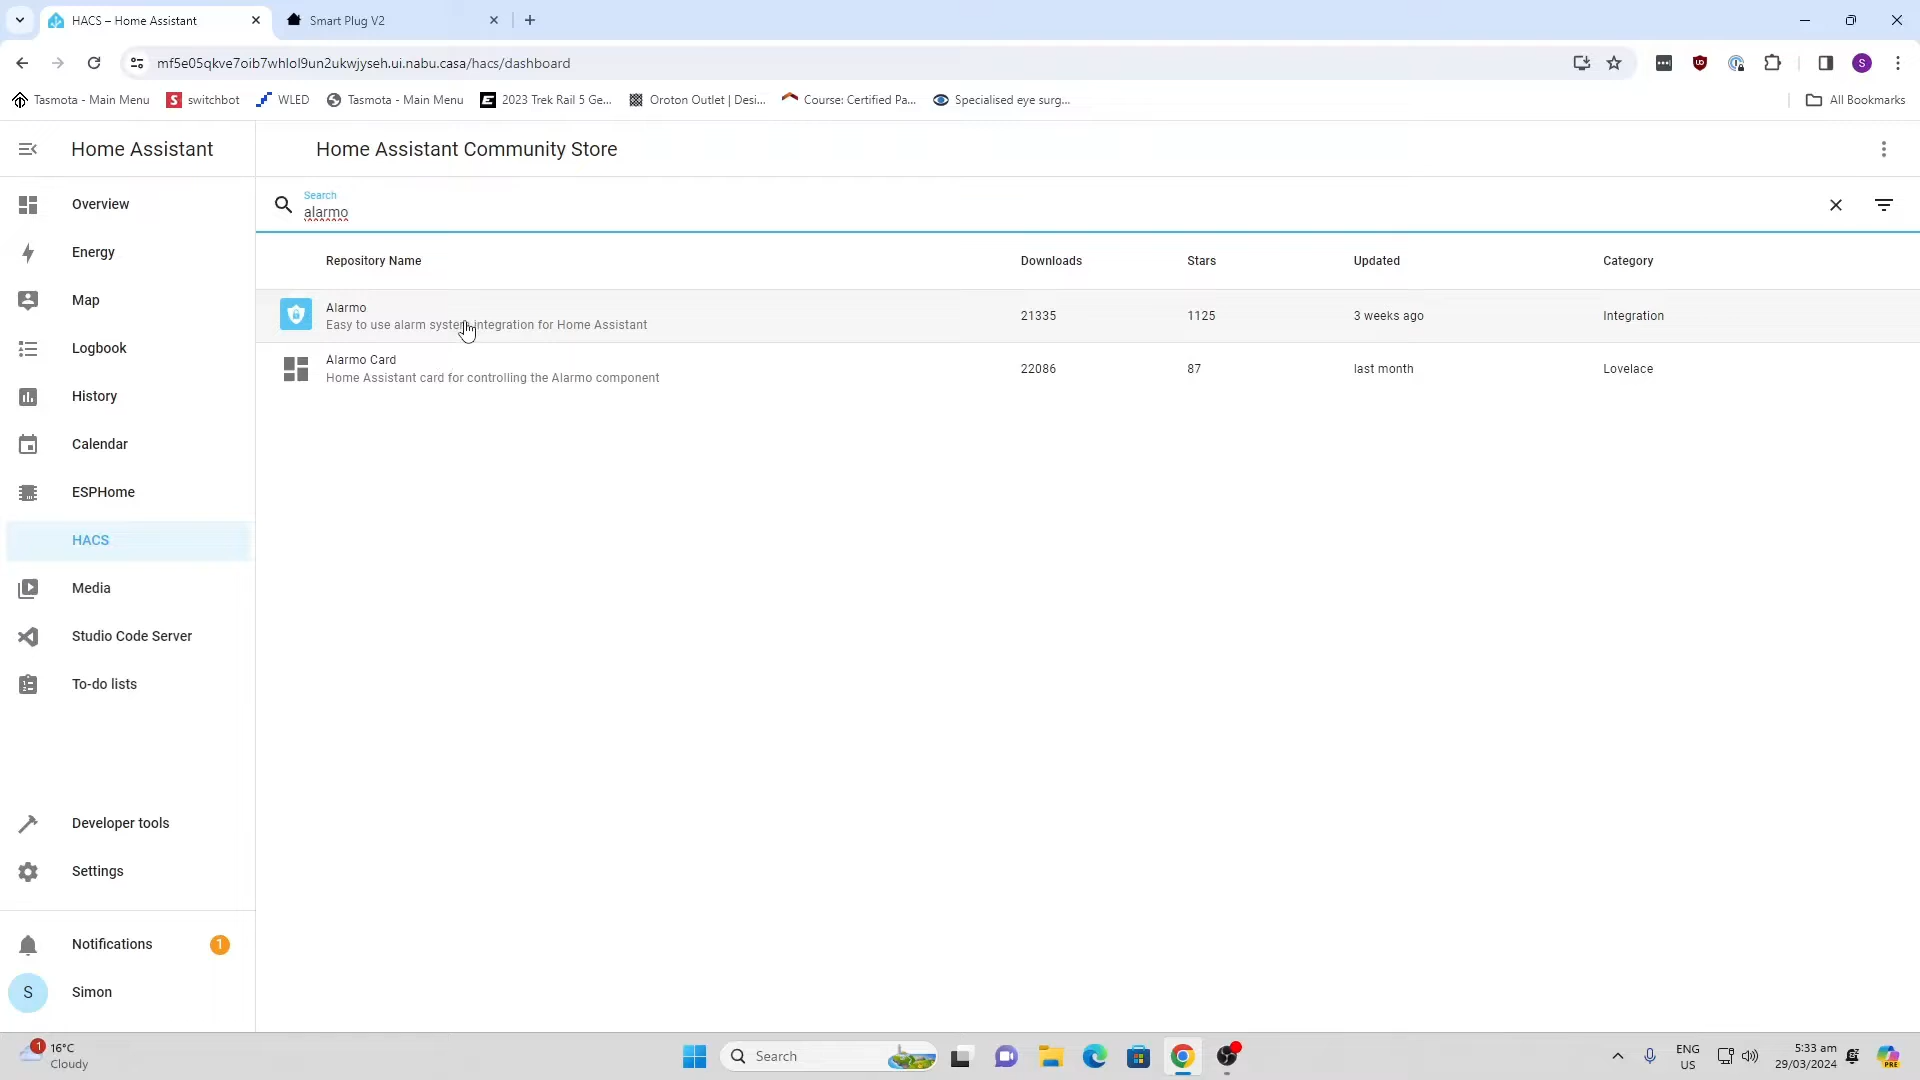 HACS – Home Assistant
Smart Plug V2
mf5e05qkve7oib7whlol9un2ukwjyseh.ui.nabu.casa/hacs/dashboard
S
Tasmota - Main Menu
S switchbot
WLED
Tasmota - Main Menu
2023 Trek Rail 5 Ge...
Oroton Outlet | Desi...
Course: Certified Pa...
Specialised eye surg...
All Bookmarks
Home Assistant
Home Assistant Community Store
Overview
Energy
Map
Logbook
History
Calendar
ESPHome
HACS
Media
Studio Code Server
To-do lists
Developer tools
Settings
Notifications
1
S
Simon
Search
alarmo
Repository Name
Downloads
Stars
Updated
Category
Alarmo
Easy to use alarm system integration for Home Assistant
21335
1125
3 weeks ago
Integration
Alarmo Card
Home Assistant card for controlling the Alarmo component
22086
87
last month
Lovelace
1
16°C
Cloudy
Search
ENG
US
5:33 am
29/03/2024
PRE